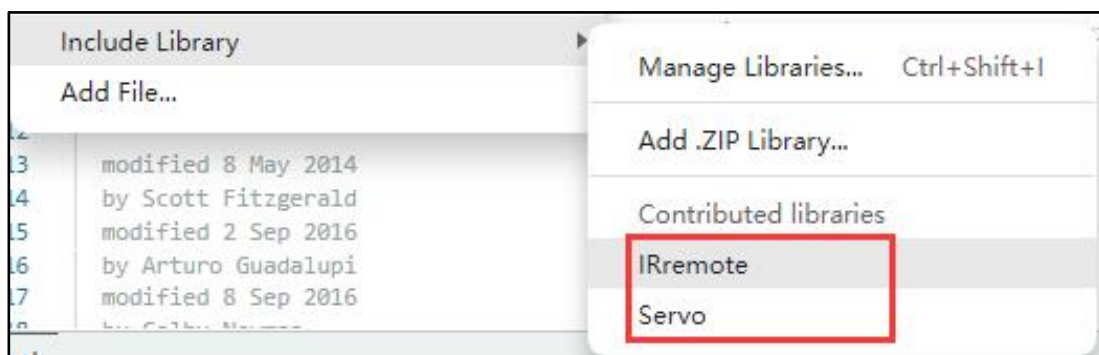 Include Library
Add File...
Manage Libraries... Ctrl+Shift+I
Add .ZIP Library...
Contributed libraries
IRremote
Servo
12
13 modified 8 May 2014
14 by Scott Fitzgerald
15 modified 2 Sep 2016
16 by Arturo Guadalupi
17 modified 8 Sep 2016